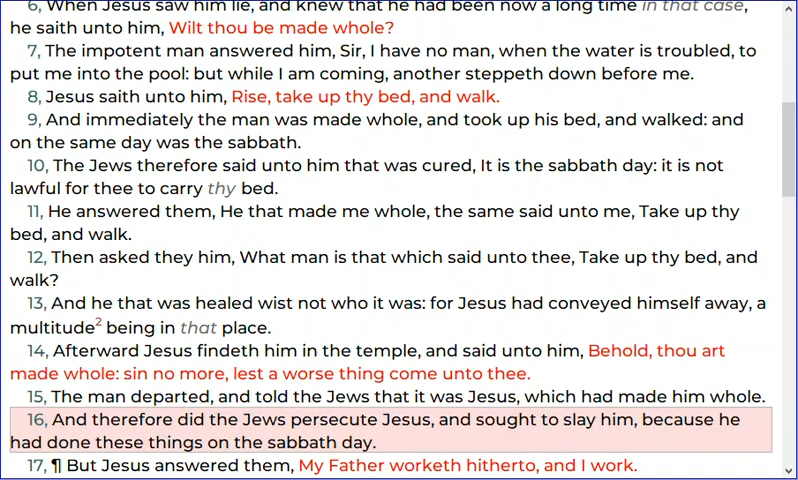 6, When Jesus saw him lie, and knew that he had been now a long time in that case,
he saith unto him, Wilt thou be made whole?
7, The impotent man answered him, Sir, I have no man, when the water is troubled, to
put me into the pool: but while I am coming, another steppeth down before me.
8, Jesus saith unto him, Rise, take up thy bed, and walk.
9, And immediately the man was made whole, and took up his bed, and walked: and
on the same day was the sabbath.
10, The Jews therefore said unto him that was cured, It is the sabbath day: it is not
lawful for thee to carry thy bed.
11, He answered them, He that made me whole, the same said unto me, Take up thy
bed, and walk.
12, Then asked they him, What man is that which said unto thee, Take up thy bed, and
walk?
13, And he that was healed wist not who it was: for Jesus had conveyed himself away, a
multitude² being in that place.
14, Afterward Jesus findeth him in the temple, and said unto him, Behold, thou art
made whole: sin no more, lest a worse thing come unto thee.
15, The man departed, and told the Jews that it was Jesus, which had made him whole.
16, And therefore did the Jews persecute Jesus, and sought to slay him, because he
had done these things on the sabbath day.
17, ¶ But Jesus answered them, My Father worketh hitherto, and I work.